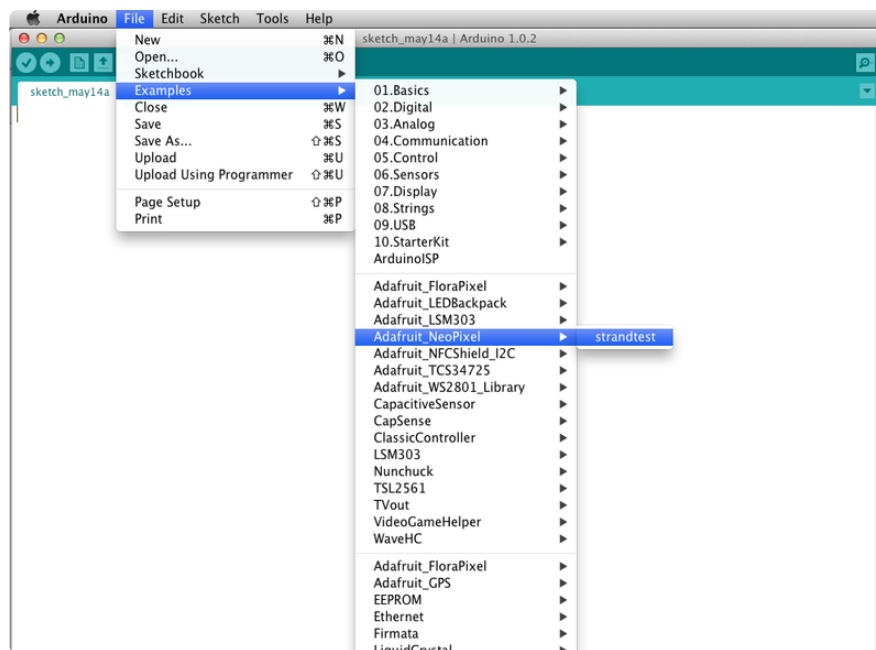 Arduino File Edit Sketch Tools Help
sketch_may14a | Arduino 1.0.2
sketch_may14a
New ⌘N
Open... ⌘O
Sketchbook
Examples
Close ⌘W
Save ⌘S
Save As... ⇧⌘S
Upload ⌘U
Upload Using Programmer ⇧⌘U
Page Setup ⇧⌘P
Print ⌘P
01.Basics
02.Digital
03.Analog
04.Communication
05.Control
06.Sensors
07.Display
08.Strings
09.USB
10.StarterKit
ArduinoISP
Adafruit_FloraPixel
Adafruit_LEDBackpack
Adafruit_LSM303
Adafruit_NeoPixel
strandtest
Adafruit_NFCShield_I2C
Adafruit_TCS34725
Adafruit_WS2801_Library
CapacitiveSensor
CapSense
ClassicController
LSM303
Nunchuck
TSL2561
TVout
VideoGameHelper
WaveHC
Adafruit_FloraPixel
Adafruit_GPS
EEPROM
Ethernet
Firmata
LiquidCrystal